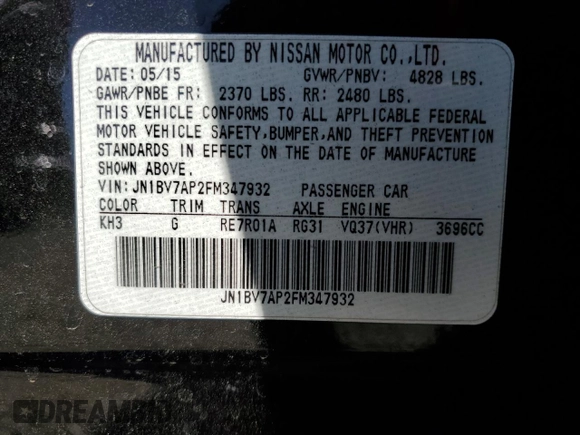 MANUFACTURED BY NISSAN MOTOR CO.,LTD.
DATE: 05/15 GVWR/PNBV: 4828 LBS.
GAWR/PNBE FR: 2370 LBS. RR: 2480 LBS.
THIS VEHICLE CONFORMS TO ALL APPLICABLE FEDERAL
MOTOR VEHICLE SAFETY,BUMPER,AND THEFT PREVENTION
STANDARDS IN EFFECT ON THE DATE OF MANUFACTURE
SHOWN ABOVE.
VIN: JN1BV7AP2FM347932 PASSENGER CAR
COLOR TRIM TRANS AXLE ENGINE
KH3 G RE7R01A RG31 VQ37(VHR) 3696CC
JN1BV7AP2FM347932